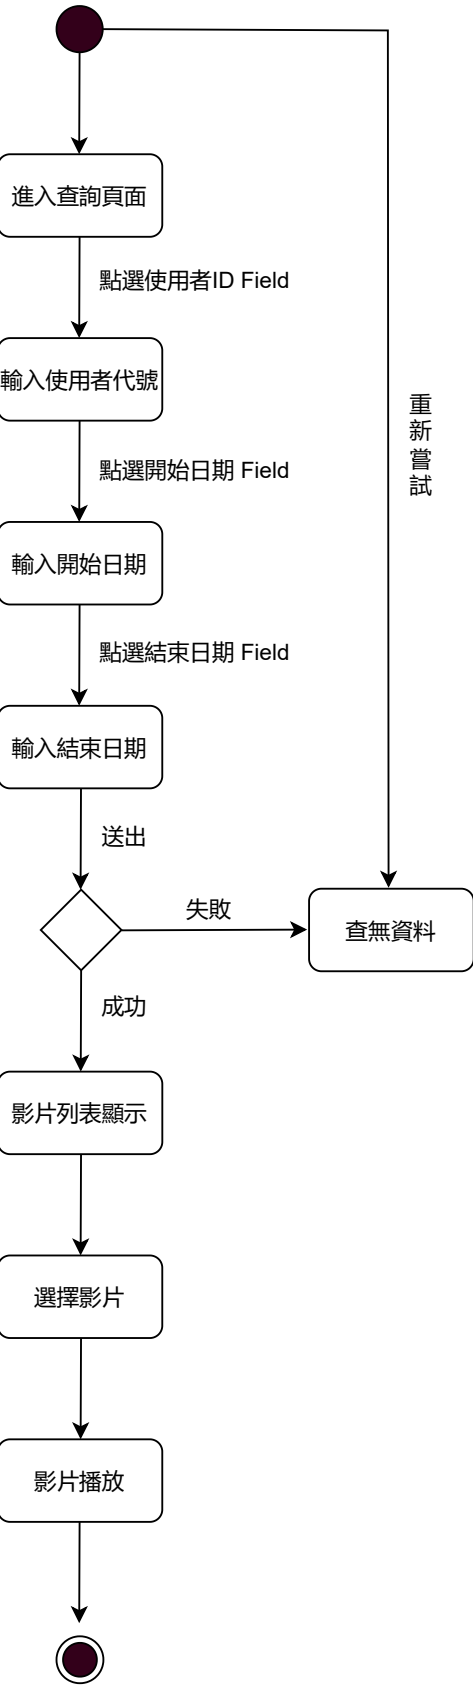 進入查詢頁面
點選使用者ID Field
輸入使用者代號
點選開始日期 Field
重新嘗試
輸入開始日期
點選結束日期 Field
輸入結束日期
送出
失敗
查無資料
成功
影片列表顯示
選擇影片
影片播放